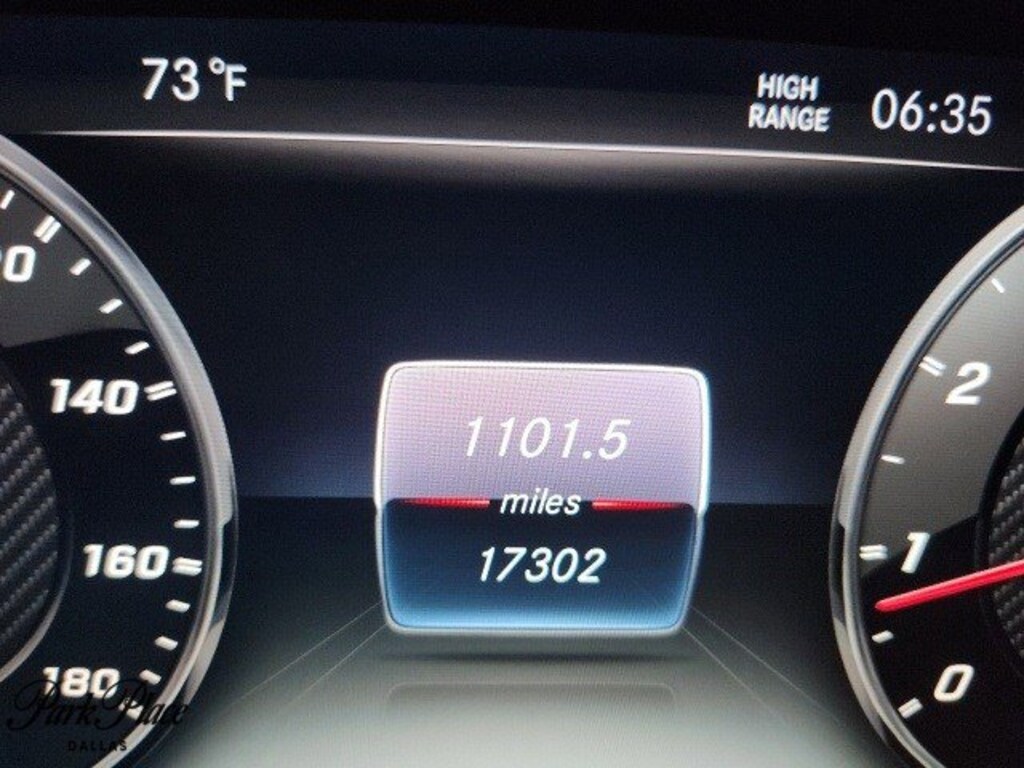 73°F
HIGH
RANGE
06:35
140
160
180
1101.5
miles
17302
2
1
0
Park Place
DALLAS